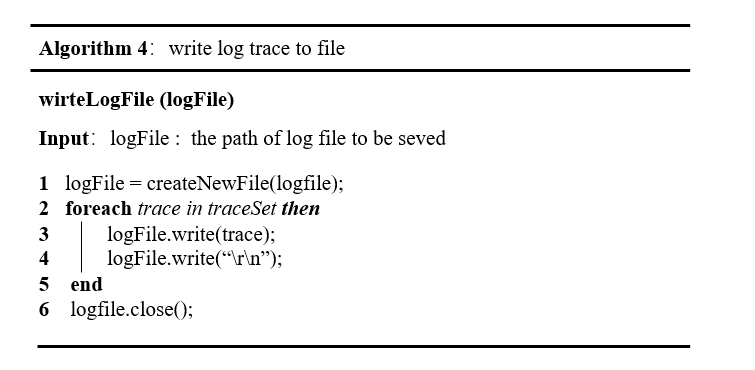 Algorithm 4： write log trace to file
wirteLogFile (logFile)
Input： logFile : the path of log file to be seved
1 logFile = createNewFile(logfile);
2 foreach trace in traceSet then
3 logFile.write(trace);
4 logFile.write(“\r\n”);
5 end
6 logfile.close();